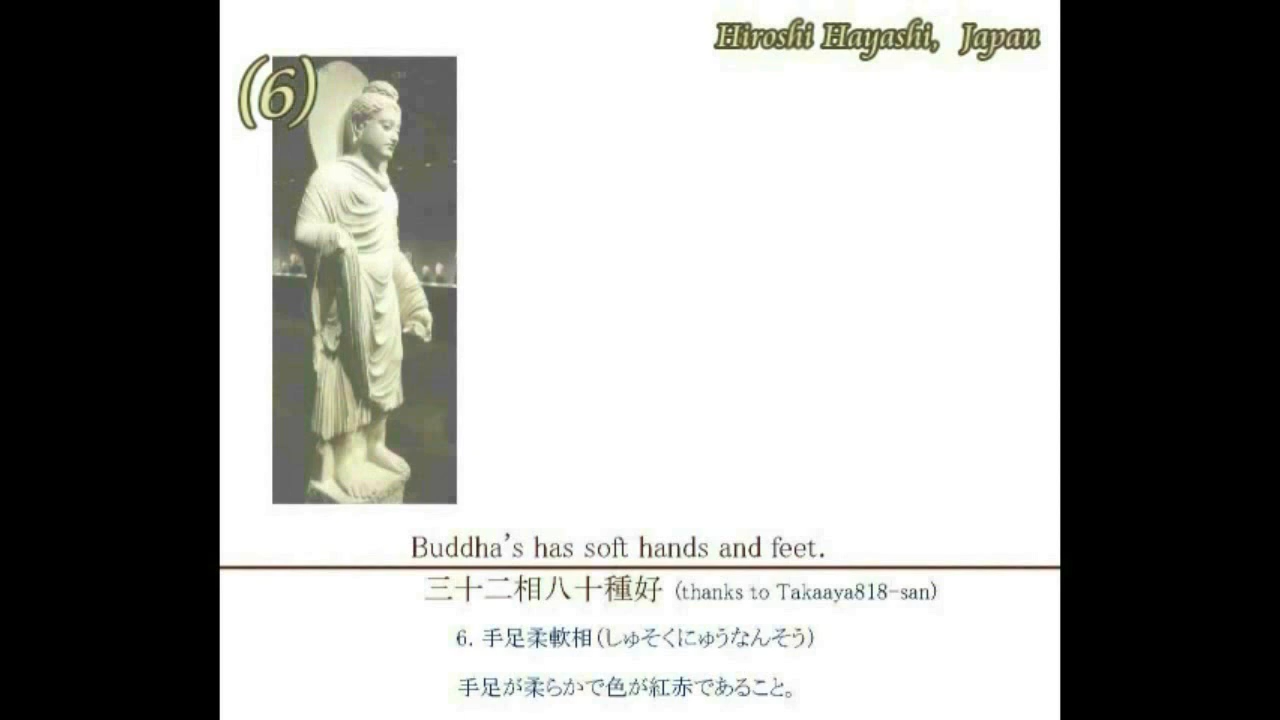 Hiroshi Hayashi, Japan
(6)
Buddha's has soft hands and feet.
三十二相八十種好 (thanks to Takaaya818-san)
6. 手足柔軟相(しゅそくにゅうなんそう)
手足が柔らかで色が紅赤であること。